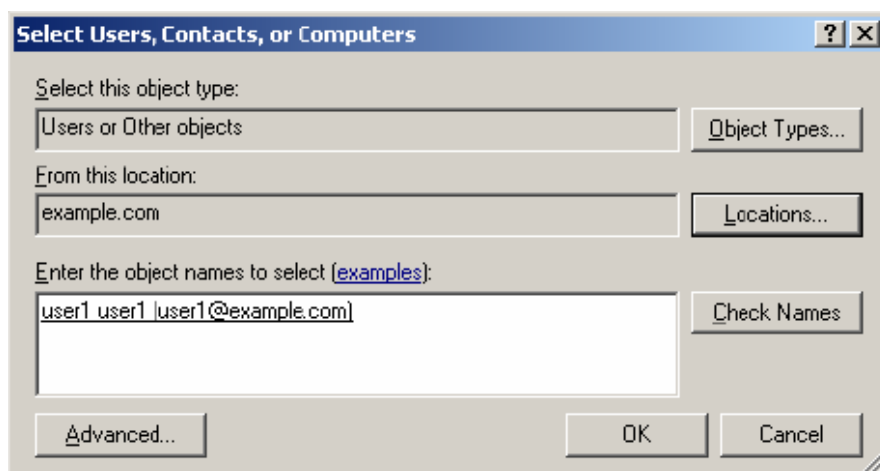 Select Users, Contacts, or Computers
Select this object type:
Users or Other objects
Object Types...
From this location:
example.com
Locations...
Enter the object names to select (examples):
user1 user1 (user1@example.com)
Check Names
Advanced...
OK
Cancel